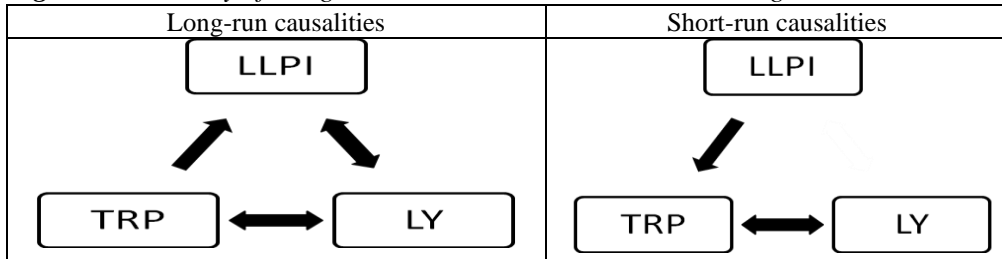 Long-run causalities
Short-run causalities
LLPI
LLPI
TRP
LY
TRP
LY